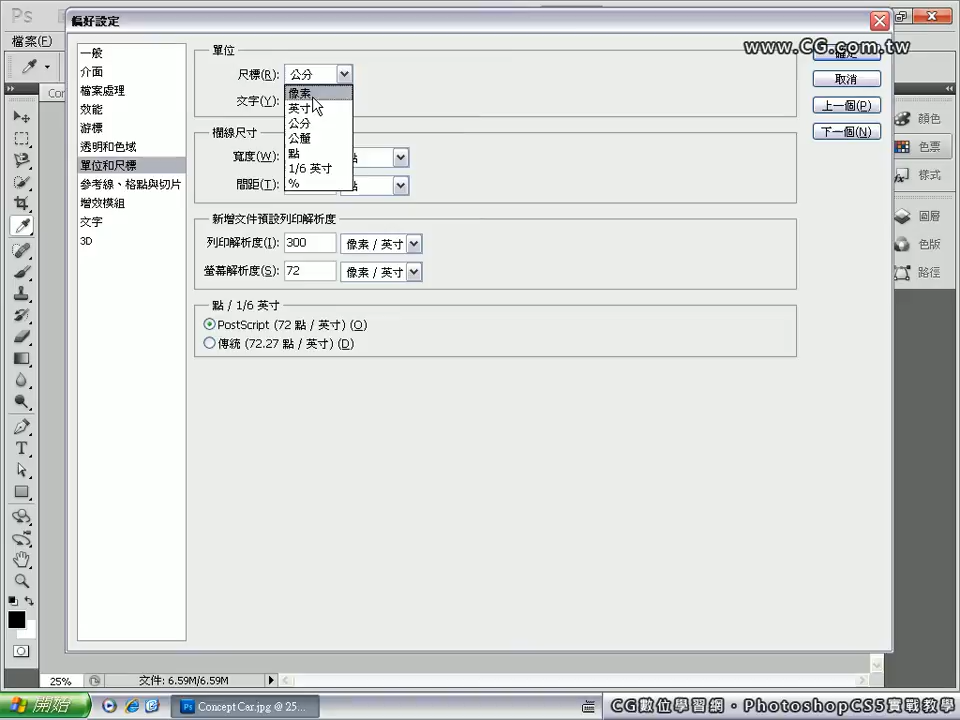 Ps
偏好設定
www.CG.com.tw
檔案(F)
一般
介面
檔案處理
效能
游標
透明和色域
單位和尺標
參考線、格點與切片
增效模組
文字
3D
單位
尺標(R): 公分
像素
英寸
公分
公釐
點
1/6 英寸
%
文字(Y):
欄線尺寸
寬度(W):
間距(T):
新增文件預設列印解析度
列印解析度(I): 300 像素 / 英寸
螢幕解析度(S): 72 像素 / 英寸
點 / 1/6 英寸
PostScript (72 點 / 英寸) (O)
傳統 (72.27 點 / 英寸) (D)
取消
上一個(P)
下一個(N)
顏色
色票
樣式
圖層
色版
路徑
Con
25%
文件: 6.59M/6.59M
開始
Concept Car.jpg @ 25...
CG數位學習網・PhotoshopCS5實戰教學